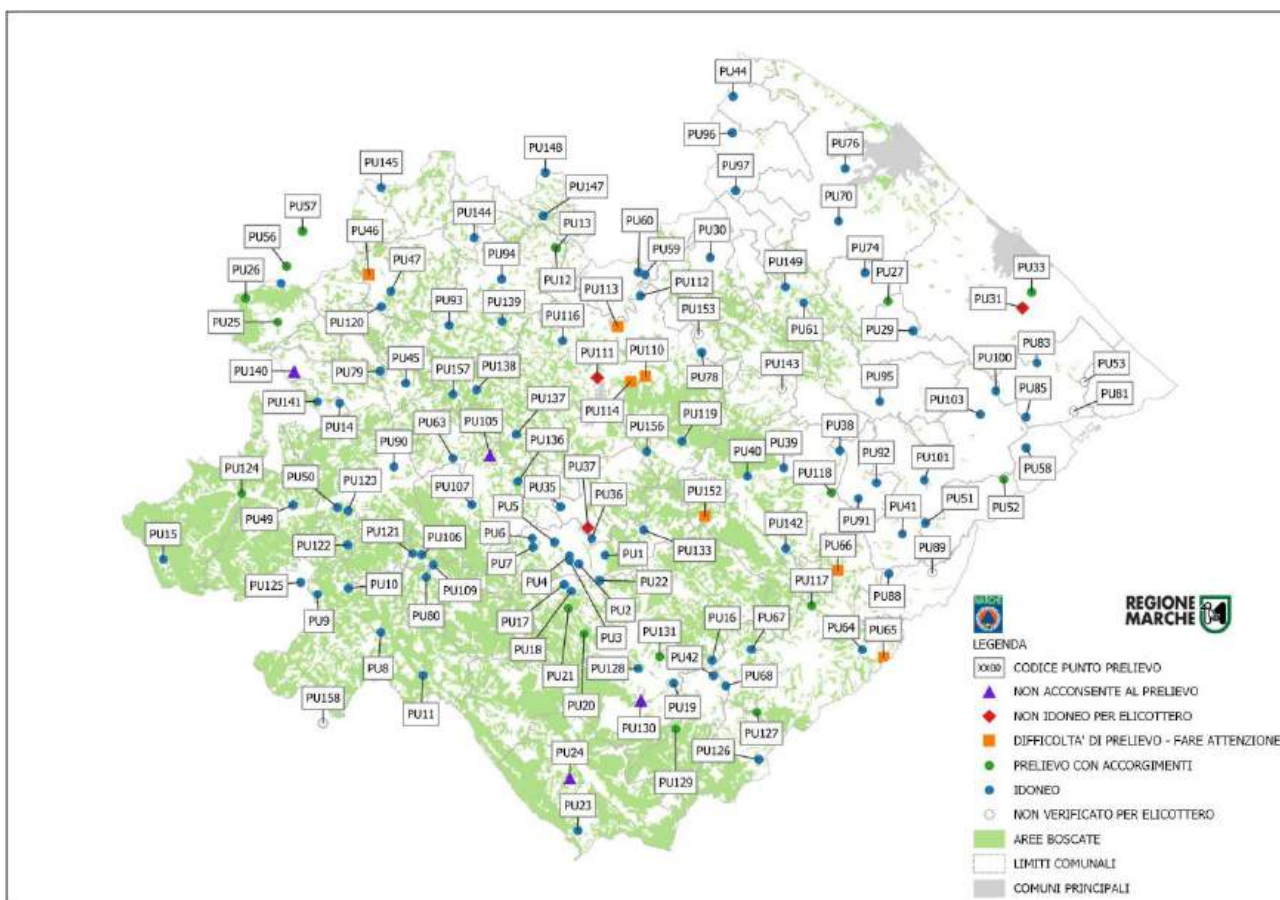 PU44
PU96
PU76
PU148
PU97
PU145
PU147
PU70
PU57
PU144
PU13
PU60
PU30
PU46
PU56
PU59
PU74
PU47
PU94
PU149
PU26
PU12
PU112
PU27
PU33
PU113
PU31
PU93
PU139
PU153
PU25
PU120
PU116
PU61
PU29
PU111
PU110
PU100
PU83
PU140
PU79
PU45
PU157
PU138
PU78
PU143
PU53
PU95
PU85
PU81
PU141
PU137
PU114
PU119
PU103
PU14
PU63
PU105
PU156
PU38
PU90
PU136
PU39
PU58
PU124
PU50
PU37
PU40
PU92
PU101
PU123
PU118
PU107
PU35
PU36
PU152
PU51
PU49
PU5
PU52
PU15
PU91
PU41
PU121
PU106
PU6
PU142
PU122
PU133
PU66
PU89
PU7
PU1
PU125
PU10
PU109
PU4
PU22
PU117
PU88
PU9
PU80
PU2
PU17
PU3
PU16
PU67
PU131
PU64
PU65
PU18
PU8
PU128
PU42
PU21
PU68
PU158
PU11
PU20
PU19
PU130
PU127
PU24
PU126
PU129
PU23
MARCHE
REGIONE
MARCHE
LEGENDA
XX00 CODICE PUNTO PRELIEVO
NON ACCONSENTE AL PRELIEVO
NON IDONEO PER ELICOTTERO
DIFFICOLTA' DI PRELIEVO - FARE ATTENZIONE
PRELIEVO CON ACCORGIMENTI
IDONEO
NON VERIFICATO PER ELICOTTERO
AREE BOSCATE
LIMITI COMUNALI
COMUNI PRINCIPALI